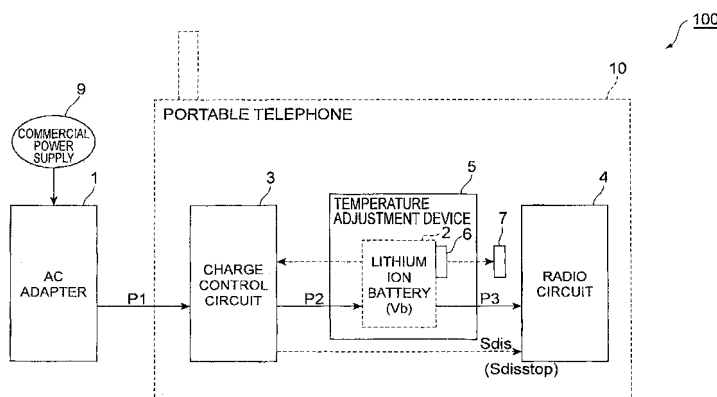 100
10
9
COMMERCIAL
POWER
SUPPLY
PORTABLE TELEPHONE
1
3
5
4
TEMPERATURE
ADJUSTMENT DEVICE
2
6
7
AC
ADAPTER
CHARGE
CONTROL
CIRCUIT
LITHIUM
ION
BATTERY
(Vb)
RADIO
CIRCUIT
P1
P2
P3
Sdis
(Sdisstop)